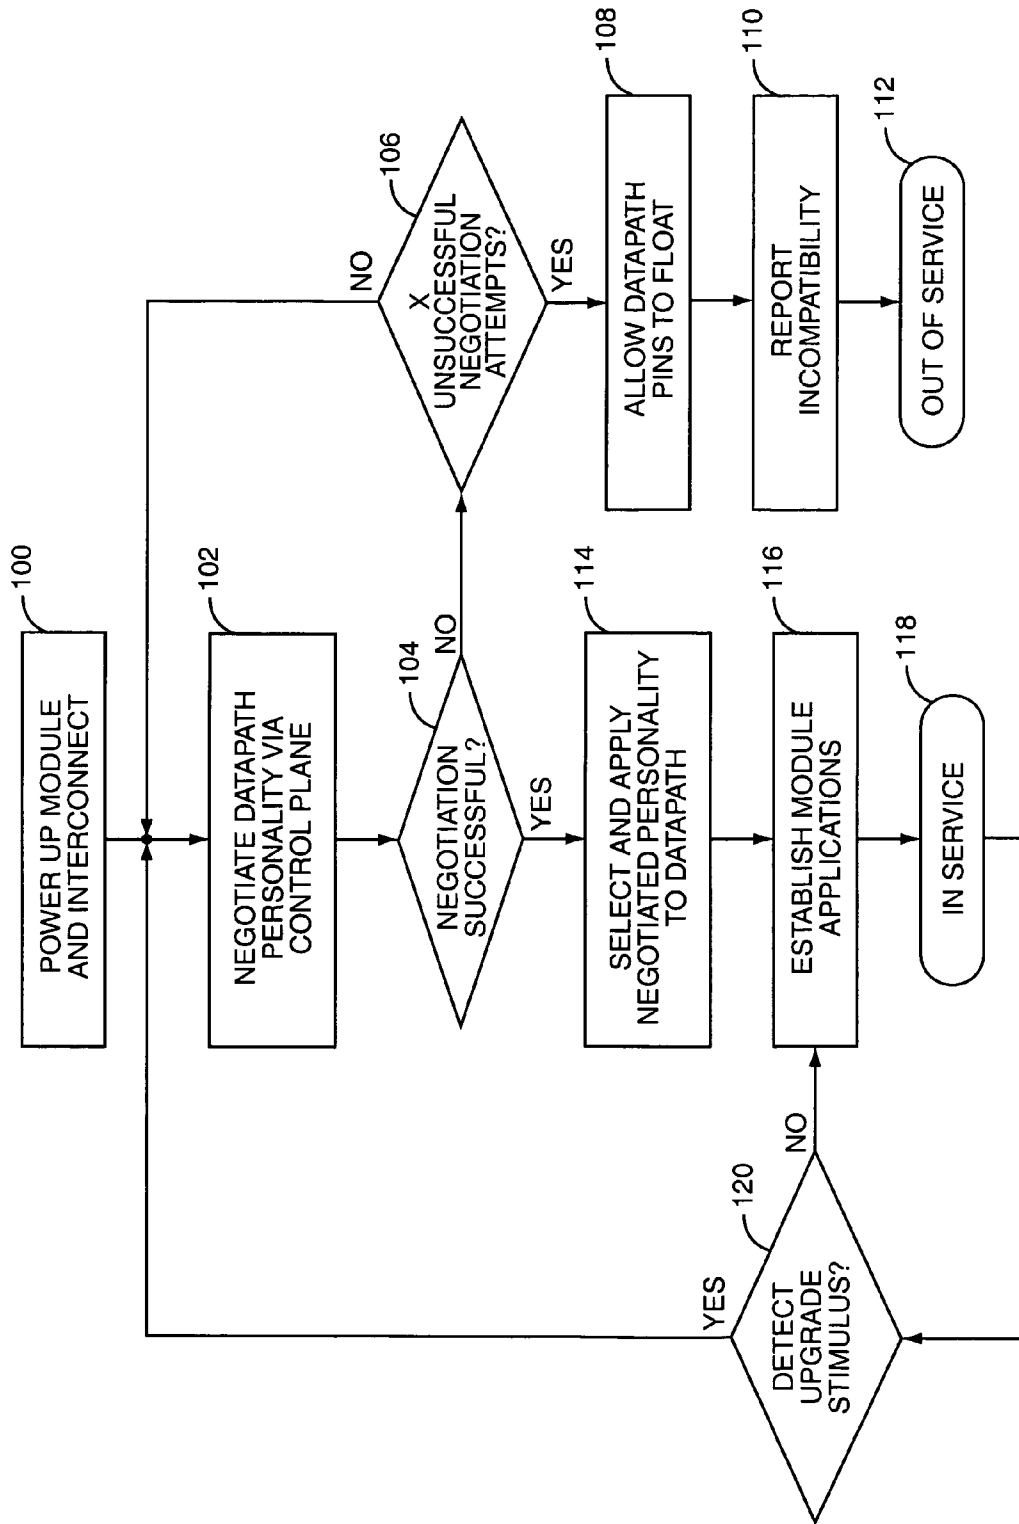 100
POWER UP MODULE
AND INTERCONNECT
102
NEGOTIATE DATAPATH
PERSONALITY VIA
CONTROL PLANE
104
NEGOTIATION
SUCCESSFUL?
NO
YES
106
X
UNSUCCESSFUL
NEGOTIATION
ATTEMPTS?
NO
YES
108
ALLOW DATAPATH
PINS TO FLOAT
110
REPORT
INCOMPATIBILITY
112
OUT OF SERVICE
114
SELECT AND APPLY
NEGOTIATED PERSONALITY
TO DATAPATH
116
ESTABLISH MODULE
APPLICATIONS
118
IN SERVICE
120
DETECT
UPGRADE
STIMULUS?
YES
NO